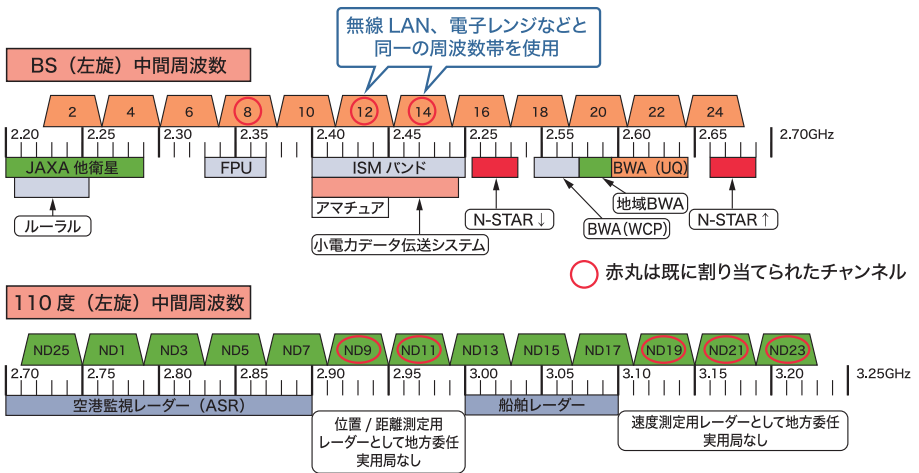 無線 LAN、電子レンジなどと
同一の周波数帯を使用
BS（左旋）中間周波数
2 4 6 8 10 12 14 16 18 20 22 24
2.20 2.25 2.30 2.35 2.40 2.45 2.25 2.55 2.60 2.65 2.70GHz
JAXA 他衛星 FPU ISM バンド BWA（UQ）
ルーラル アマチュア N-STAR↓ 地域BWA N-STAR↑
BWA（WCP）
小電力データ伝送システム
赤丸は既に割り当てられたチャンネル
110 度（左旋）中間周波数
ND25 ND1 ND3 ND5 ND7 ND9 ND11 ND13 ND15 ND17 ND19 ND21 ND23
2.70 2.75 2.80 2.85 2.90 2.95 3.00 3.05 3.10 3.15 3.20 3.25GHz
空港監視レーダー（ASR） 船舶レーダー
位置 / 距離測定用
レーダーとして地方委任
実用局なし
速度測定用レーダーとして地方委任
実用局なし